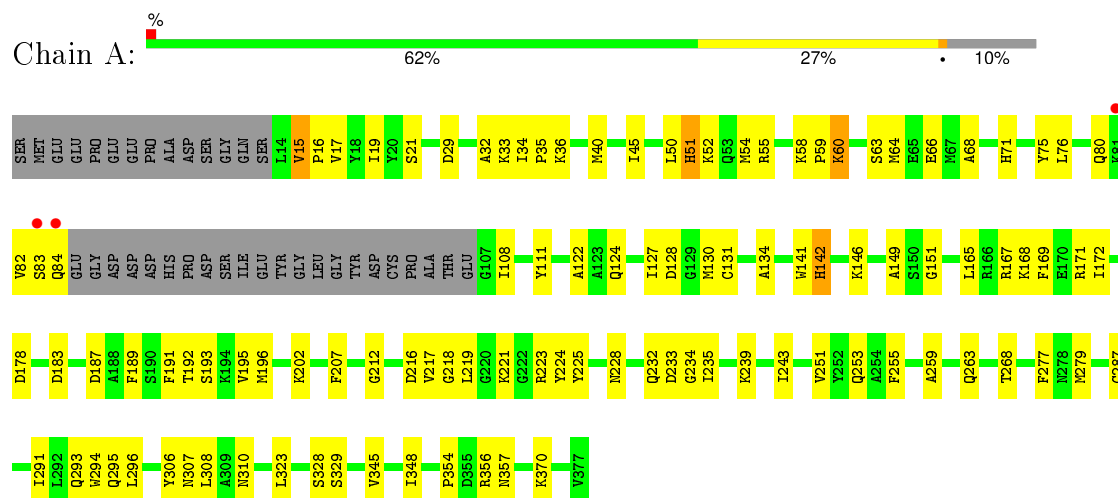 %
Chain A:
62% 27% • 10%
SER MET GLU GLU PRO GLU GLU PRO ALA ASP SER GLY GLN SER L14 V15 P16 V17 Y18 I19 Y20 S21 D29 A32 K33 I34 P35 K36 M40 I45 L50 H51 K52 Q53 M54 R55 K58 P59 K60 S63 M64 E65 E66 M67 A68 H71 Y75 L76 Q80 K81
V82 S83 Q84 GLU GLY ASP ASP ASP HIS PRO ASP SER ILE GLU TYR GLY LEU GLY TYR ASP CYS PRO ALA THR GLU G107 I108 Y111 A122 A123 Q124 I127 D128 G129 M130 C131 A134 W141 H142 K146 A149 S150 G151 L165 R166 R167 K168 F169 E170 R171 I172
D178 D183 D187 A188 F189 S190 F191 T192 S193 K194 V195 M196 K202 F207 G212 D216 V217 G218 L219 G220 K221 G222 R223 Y224 Y225 N228 Q232 D233 G234 I235 K239 I243 V251 Y252 Q253 A254 F255 A259 Q263 T268 F277 N278 M279
I291 L292 Q293 W294 Q295 L296 Y306 N307 L308 A309 N310 L323 S328 S329 V345 I348 P354 D355 R356 N357 K370 V377